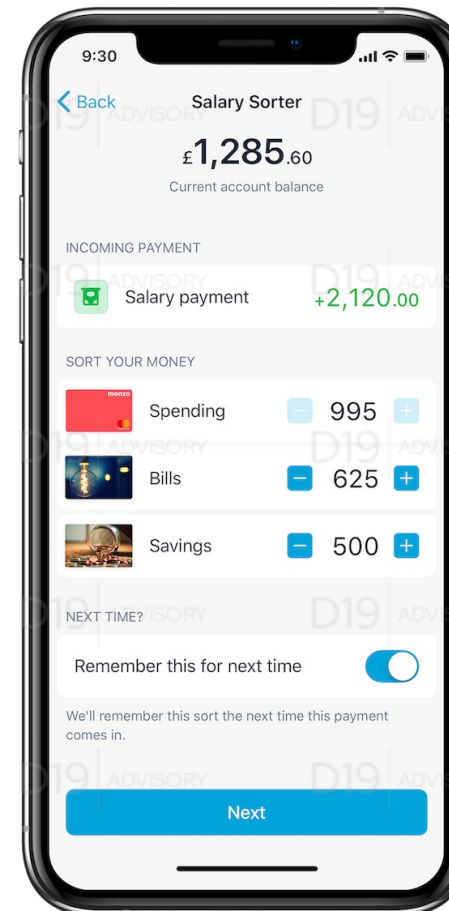 9:30
Back
Salary Sorter
£1,285.60
Current account balance
INCOMING PAYMENT
Salary payment
+2,120.00
SORT YOUR MONEY
monzo
Spending
995
Bills
625
Savings
500
NEXT TIME?
Remember this for next time
We'll remember this sort the next time this payment
comes in.
Next
D19 ADVISORY